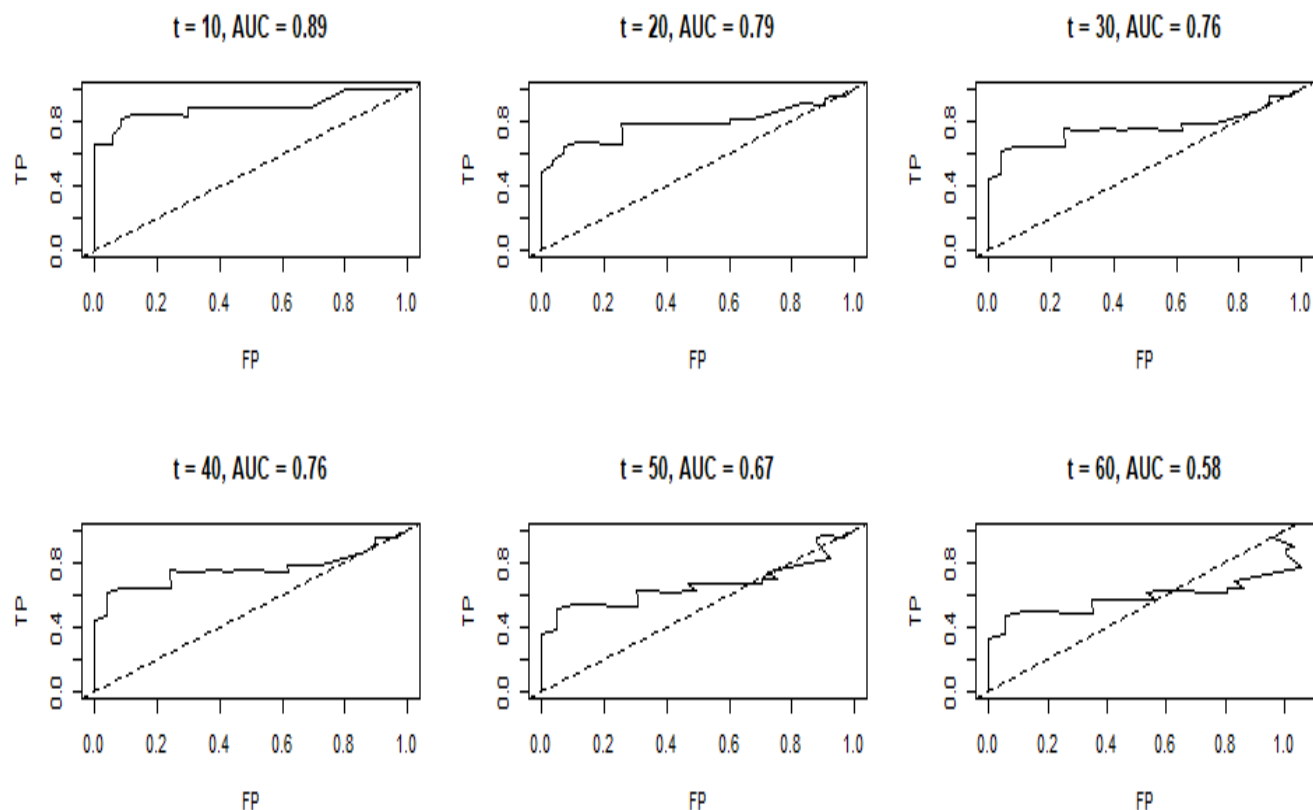 t = 10, AUC = 0.89
TP
0.0 0.4 0.8
0.0 0.2 0.4 0.6 0.8 1.0
FP
t = 20, AUC = 0.79
TP
0.0 0.4 0.8
0.0 0.2 0.4 0.6 0.8 1.0
FP
t = 30, AUC = 0.76
TP
0.0 0.4 0.8
0.0 0.2 0.4 0.6 0.8 1.0
FP
t = 40, AUC = 0.76
TP
0.0 0.4 0.8
0.0 0.2 0.4 0.6 0.8 1.0
FP
t = 50, AUC = 0.67
TP
0.0 0.4 0.8
0.0 0.2 0.4 0.6 0.8 1.0
FP
t = 60, AUC = 0.58
TP
0.0 0.4 0.8
0.0 0.2 0.4 0.6 0.8 1.0
FP